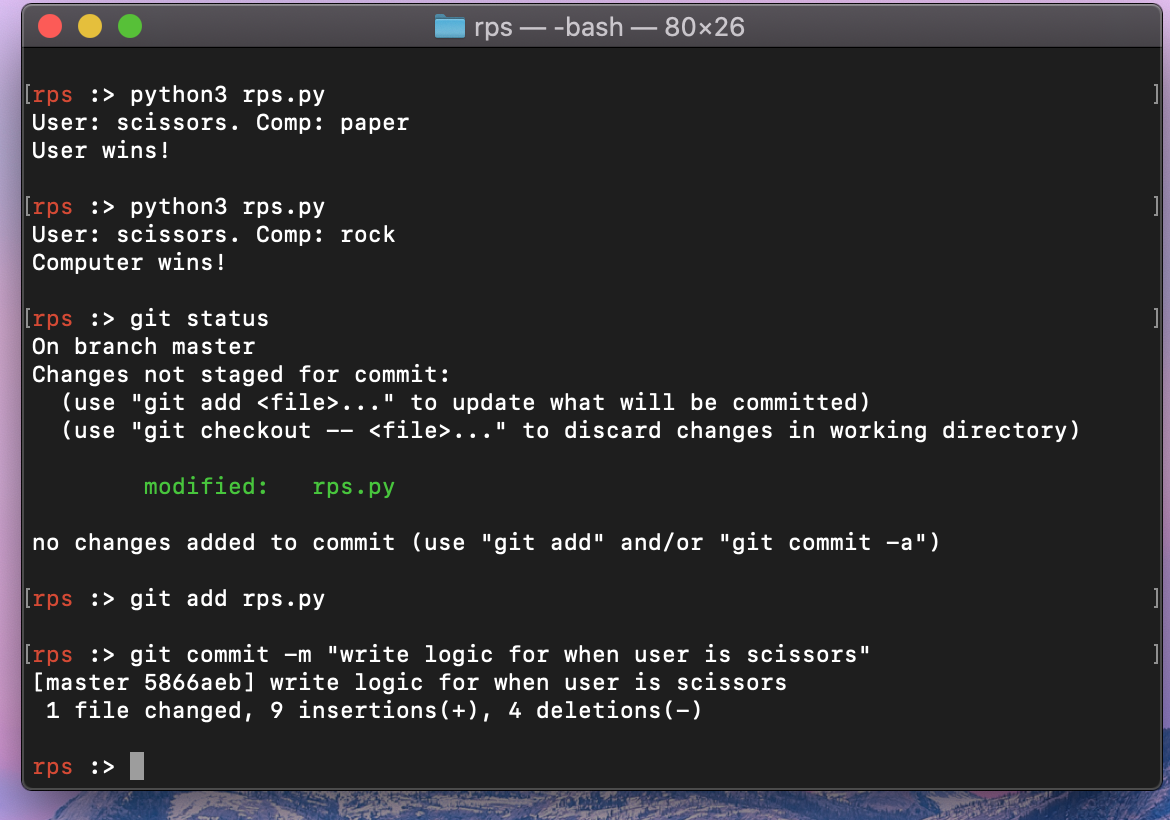 rps — -bash — 80×26
[rps :> python3 rps.py ]
User: scissors. Comp: paper
User wins!
[rps :> python3 rps.py ]
User: scissors. Comp: rock
Computer wins!
[rps :> git status ]
On branch master
Changes not staged for commit:
  (use "git add <file>..." to update what will be committed)
  (use "git checkout -- <file>..." to discard changes in working directory)
        modified:   rps.py
no changes added to commit (use "git add" and/or "git commit -a")
[rps :> git add rps.py ]
[rps :> git commit -m "write logic for when user is scissors" ]
[master 5866aeb] write logic for when user is scissors
 1 file changed, 9 insertions(+), 4 deletions(-)
rps :>